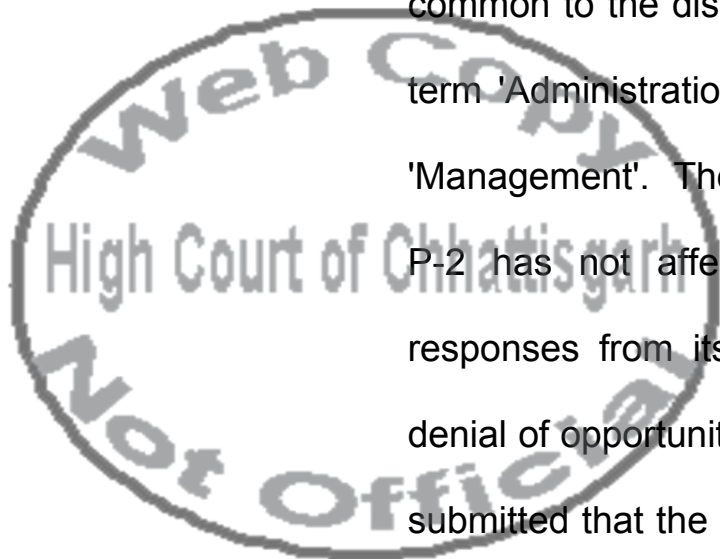 common to the dis
term 'Administratio
'Management'. The
P-2 has not affe
responses from its
denial of opportunit
submitted that the
Web Copy
High Court of Chhattisgarh
Not Official